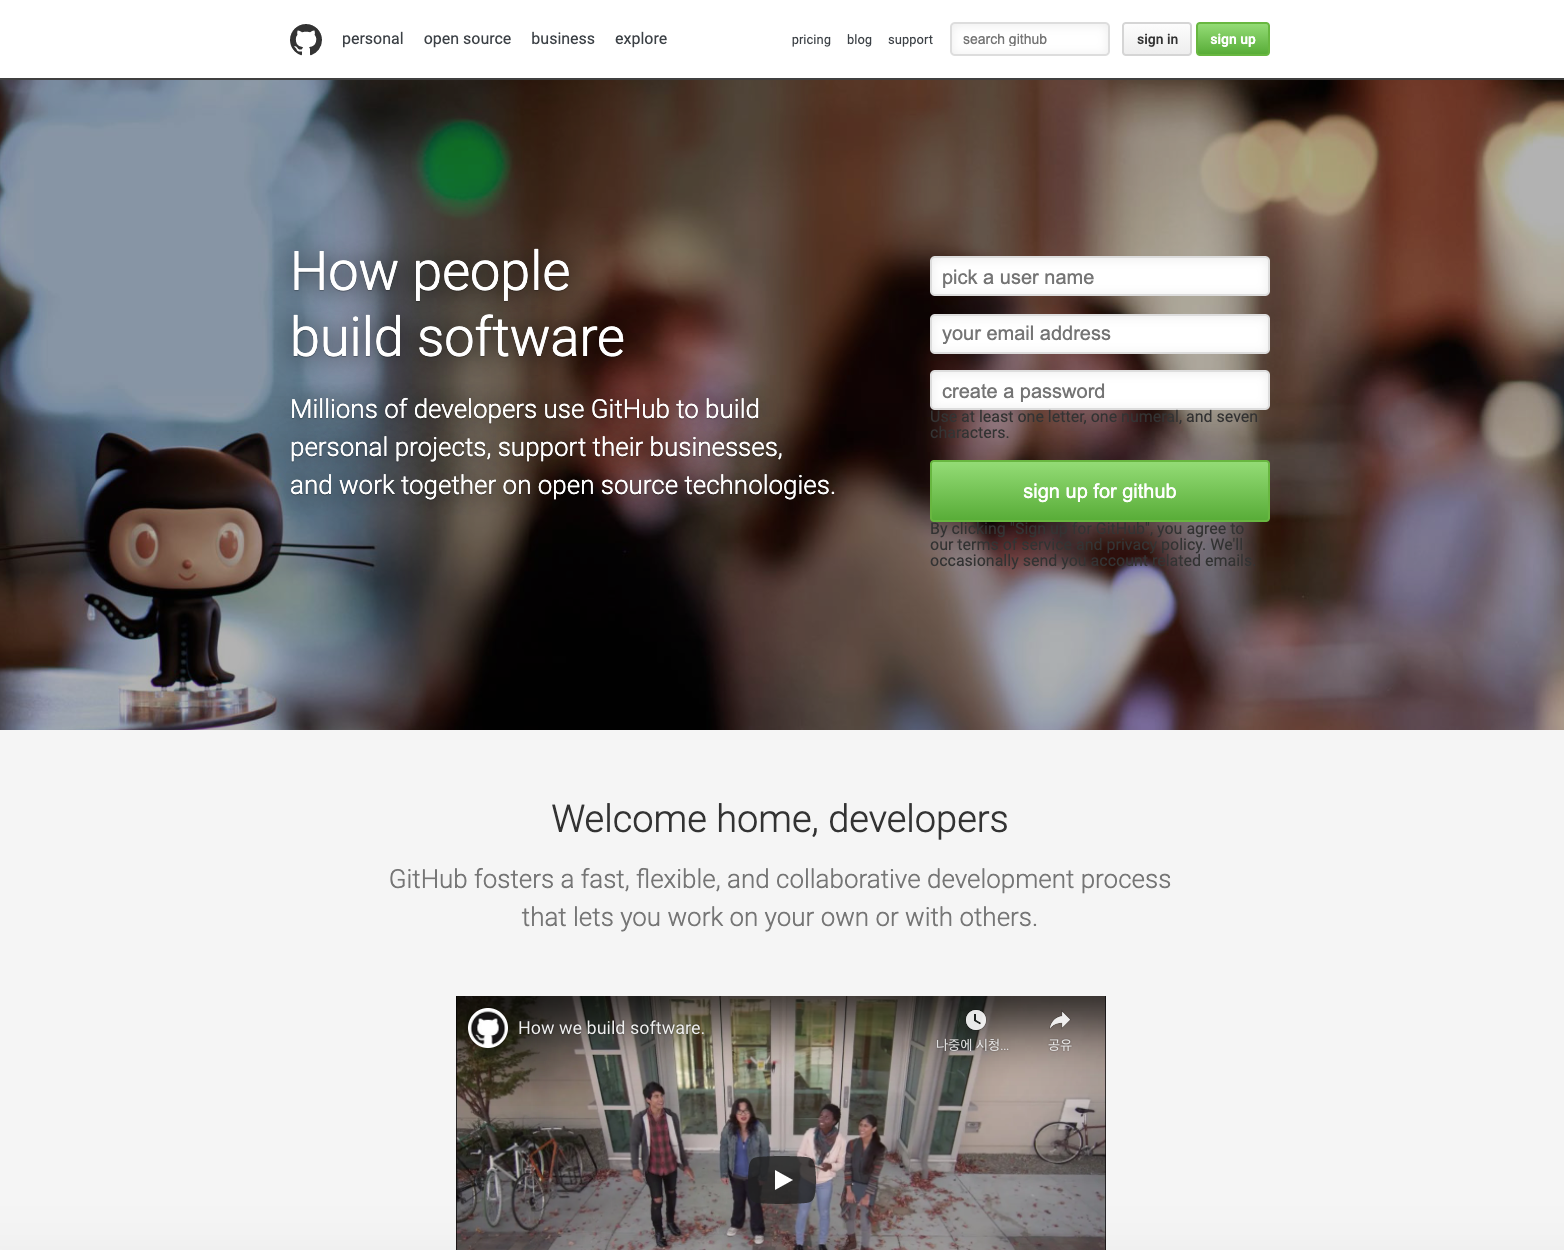 personal open source business explore pricing blog support search github sign in sign up
How people
build software
Millions of developers use GitHub to build
personal projects, support their businesses,
and work together on open source technologies.
pick a user name
your email address
create a password
Use at least one letter, one numeral, and seven
characters.
sign up for github
By clicking "Sign up for GitHub", you agree to
our terms of service and privacy policy. We'll
occasionally send you account related emails.
Welcome home, developers
GitHub fosters a fast, flexible, and collaborative development process
that lets you work on your own or with others.
How we build software.
나중에 시청...
공유